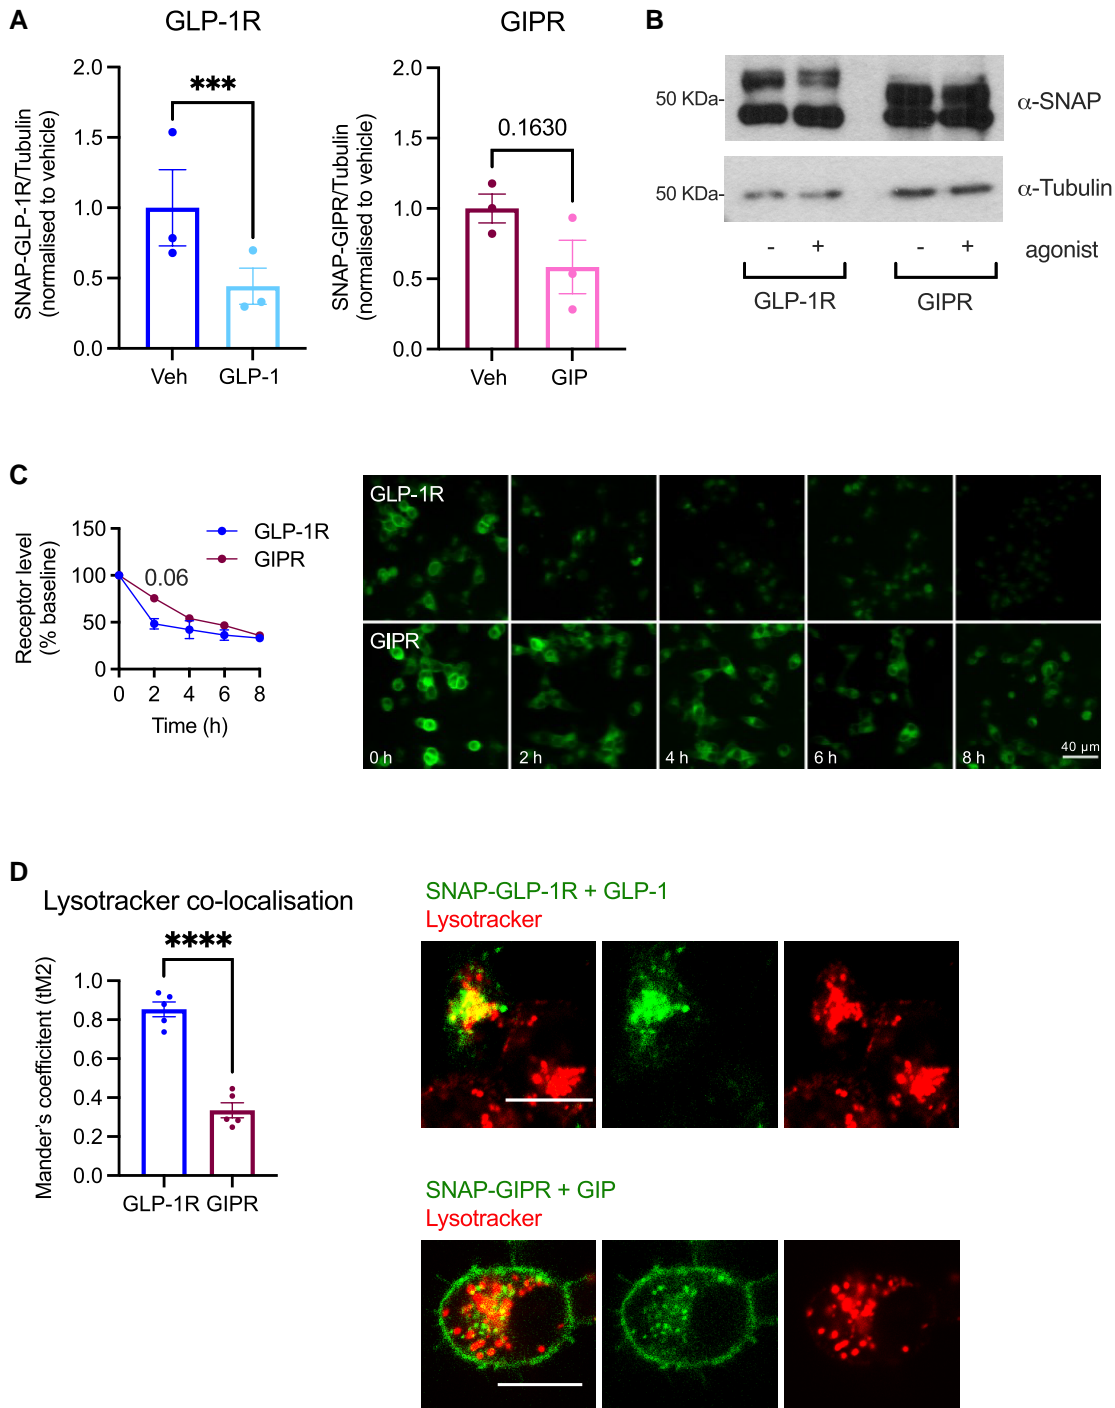 A
GLP-1R
SNAP-GLP-1R/Tubulin
(normalised to vehicle)
2.0
1.5
1.0
0.5
0.0
***
Veh
GLP-1
GIPR
SNAP-GIPR/Tubulin
(normalised to vehicle)
2.0
1.5
1.0
0.5
0.0
0.1630
Veh
GIP
B
50 KDa-
α-SNAP
50 KDa-
α-Tubulin
- + - + agonist
GLP-1R
GIPR
C
Receptor level
(% baseline)
150
100
50
0
0.06
GLP-1R
GIPR
0 2 4 6 8
Time (h)
GLP-1R
GIPR
0 h
2 h
4 h
6 h
8 h
40 µm
D
Lysotracker co-localisation
****
Mander's coefficitent (tM2)
1.0
0.8
0.6
0.4
0.2
0.0
GLP-1R GIPR
SNAP-GLP-1R + GLP-1
Lysotracker
SNAP-GIPR + GIP
Lysotracker